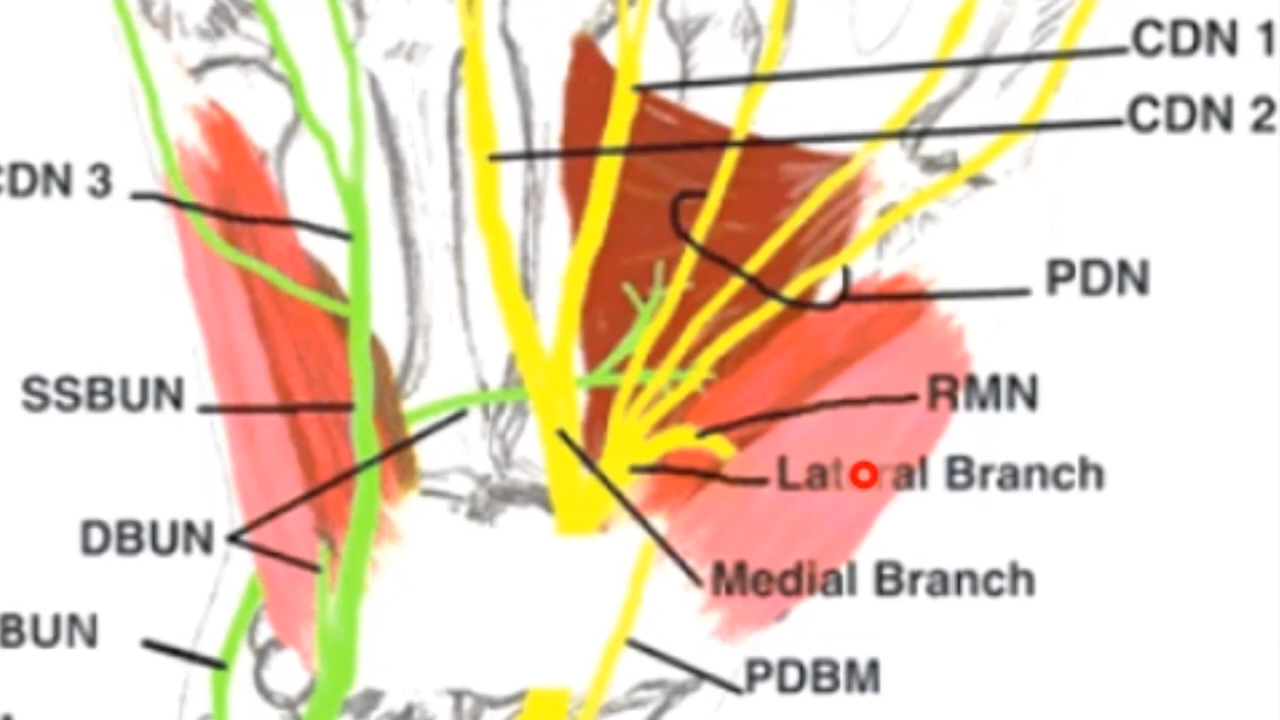 CDN 1
CDN 2
CDN 3
PDN
SSBUN
RMN
Lateral Branch
DBUN
Medial Branch
BUN
PDBM